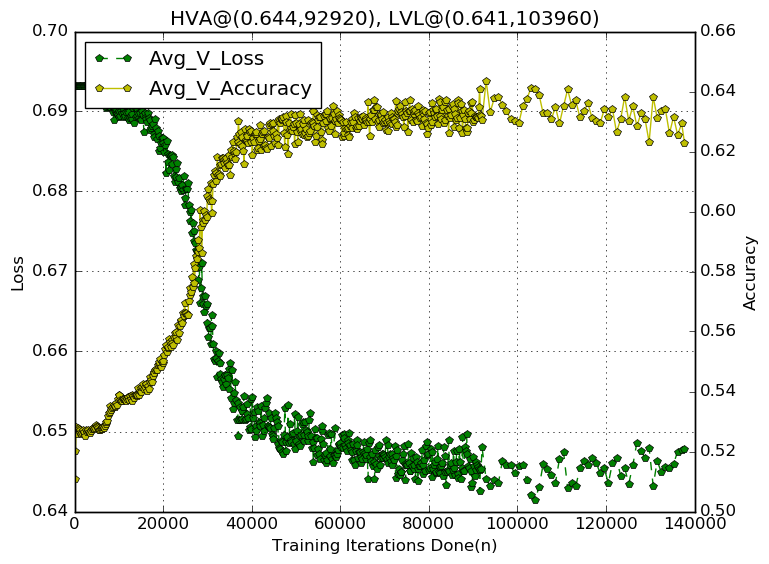 HVA@(0.644,92920), LVL@(0.641,103960)
Avg_V_Loss
Avg_V_Accuracy
0.70
0.69
0.68
0.67
0.66
0.65
0.64
Loss
0.66
0.64
0.62
0.60
0.58
0.56
0.54
0.52
0.50
Accuracy
0 20000 40000 60000 80000 100000 120000 140000
Training Iterations Done(n)